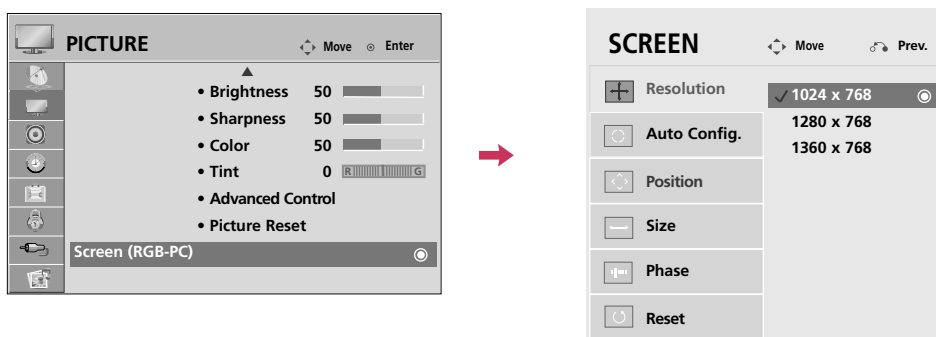 PICTURE Move Enter
• Brightness 50
• Sharpness 50
• Color 50
• Tint 0 R G
• Advanced Control
• Picture Reset
Screen (RGB-PC)
SCREEN Move Prev.
Resolution
Auto Config.
Position
Size
Phase
Reset
1024 x 768
1280 x 768
1360 x 768